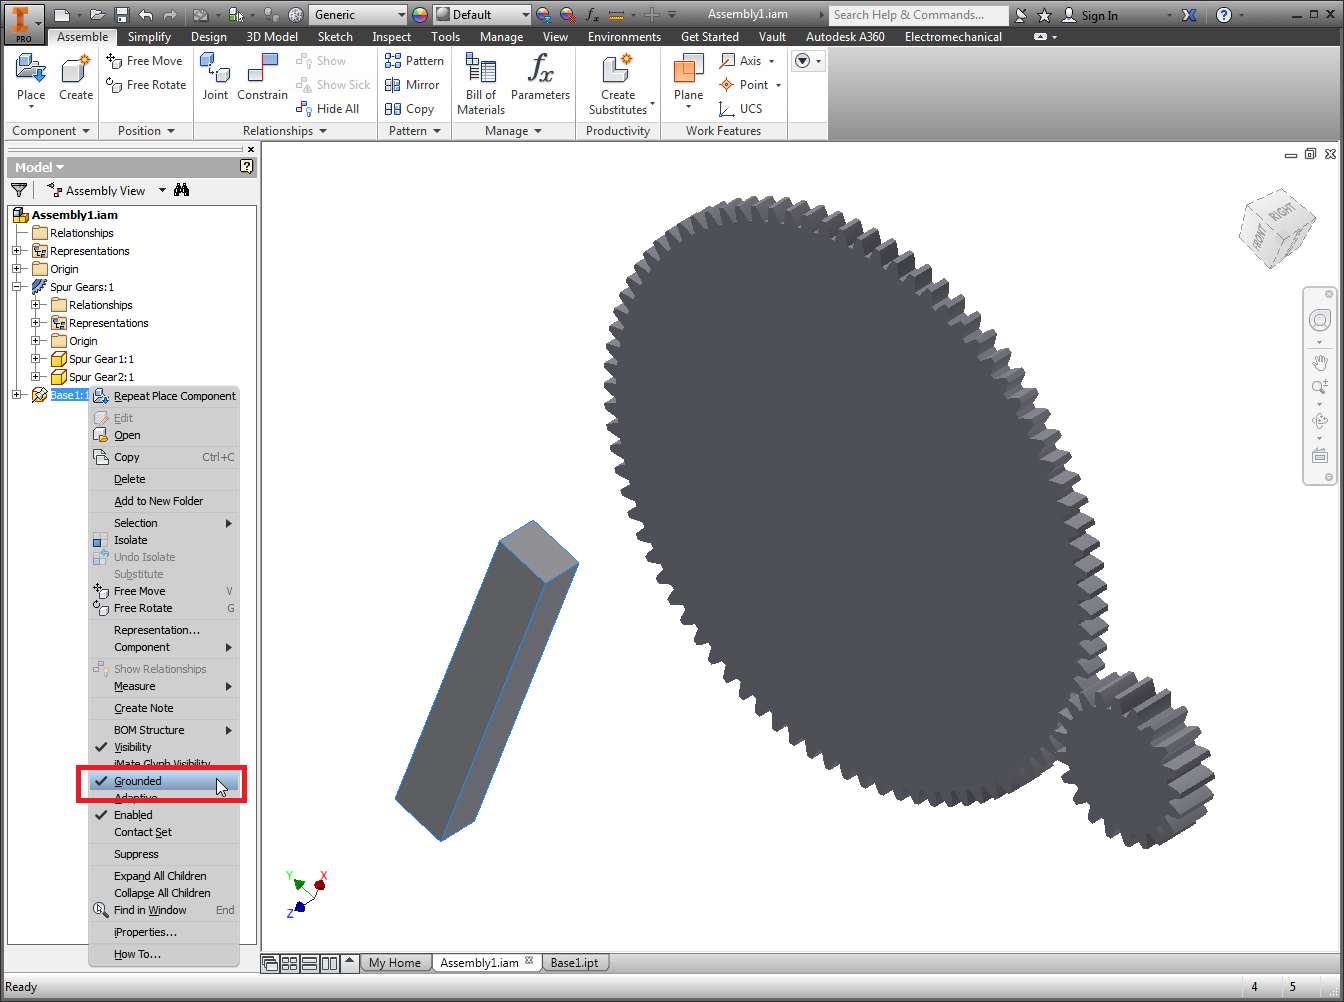 PRO
Generic
Default
Assembly1.iam
Search Help & Commands...
Sign In
Assemble
Simplify
Design
3D Model
Sketch
Inspect
Tools
Manage
View
Environments
Get Started
Vault
Autodesk A360
Electromechanical
Place
Create
Free Move
Free Rotate
Joint
Constrain
Show
Show Sick
Hide All
Pattern
Mirror
Copy
Bill of
Materials
fx
Parameters
Create
Substitutes
Plane
Axis
Point
UCS
Component
Position
Relationships
Pattern
Manage
Productivity
Work Features
Model
Assembly View
Assembly1.iam
Relationships
Representations
Origin
Spur Gears:1
Relationships
Representations
Origin
Spur Gear1:1
Spur Gear2:1
Base1:1
Repeat Place Component
Edit
Open
Copy Ctrl+C
Delete
Add to New Folder
Selection
Isolate
Undo Isolate
Substitute
Free Move V
Free Rotate G
Representation...
Component
Show Relationships
Measure
Create Note
BOM Structure
Visibility
iMate Glyph Visibility
Grounded
Adaptive
Enabled
Contact Set
Suppress
Expand All Children
Collapse All Children
Find in Window End
iProperties...
How To...
RIGHT
FRONT
Y
X
Z
My Home
Assembly1.iam
Base1.ipt
Ready
4
5